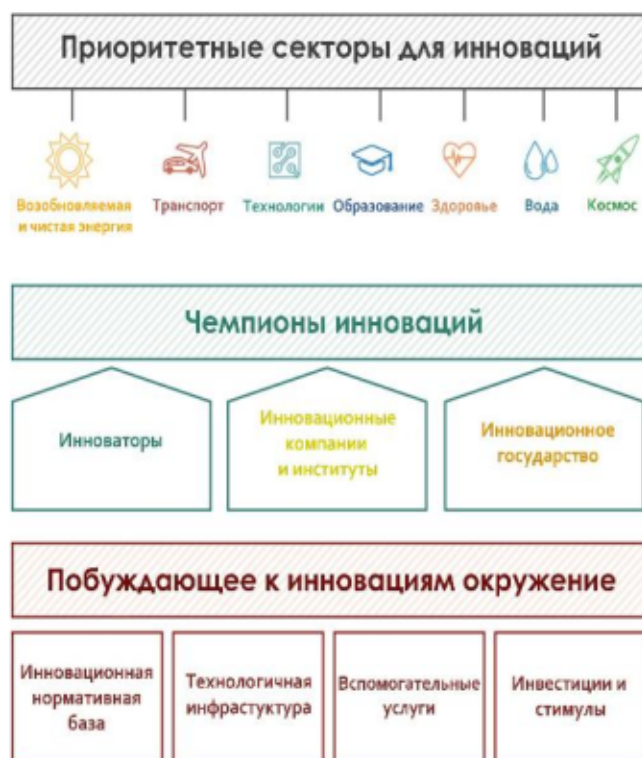 Приоритетные секторы для инноваций
Возобновляемая
и чистая энергия
Транспорт
Технологии
Образование
Здоровье
Вода
Космос
Чемпионы инноваций
Инноваторы
Инновационные
компании
и институты
Инновационное
государство
Побуждающее к инновациям окружение
Инновационная
нормативная
база
Технологичная
инфрастуктура
Вспомогательные
услуги
Инвестиции и
стимулы